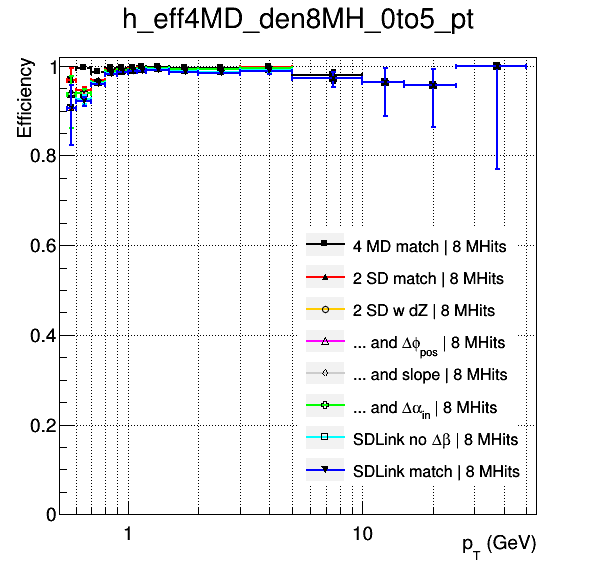 h_eff4MD_den8MH_0to5_pt
Efficiency
1
0.8
0.6
0.4
0.2
0
4 MD match | 8 MHits
2 SD match | 8 MHits
2 SD w dZ | 8 MHits
... and Δϕpos | 8 MHits
... and slope | 8 MHits
... and Δαin | 8 MHits
SDLink no Δβ | 8 MHits
SDLink match | 8 MHits
1
10
pT (GeV)